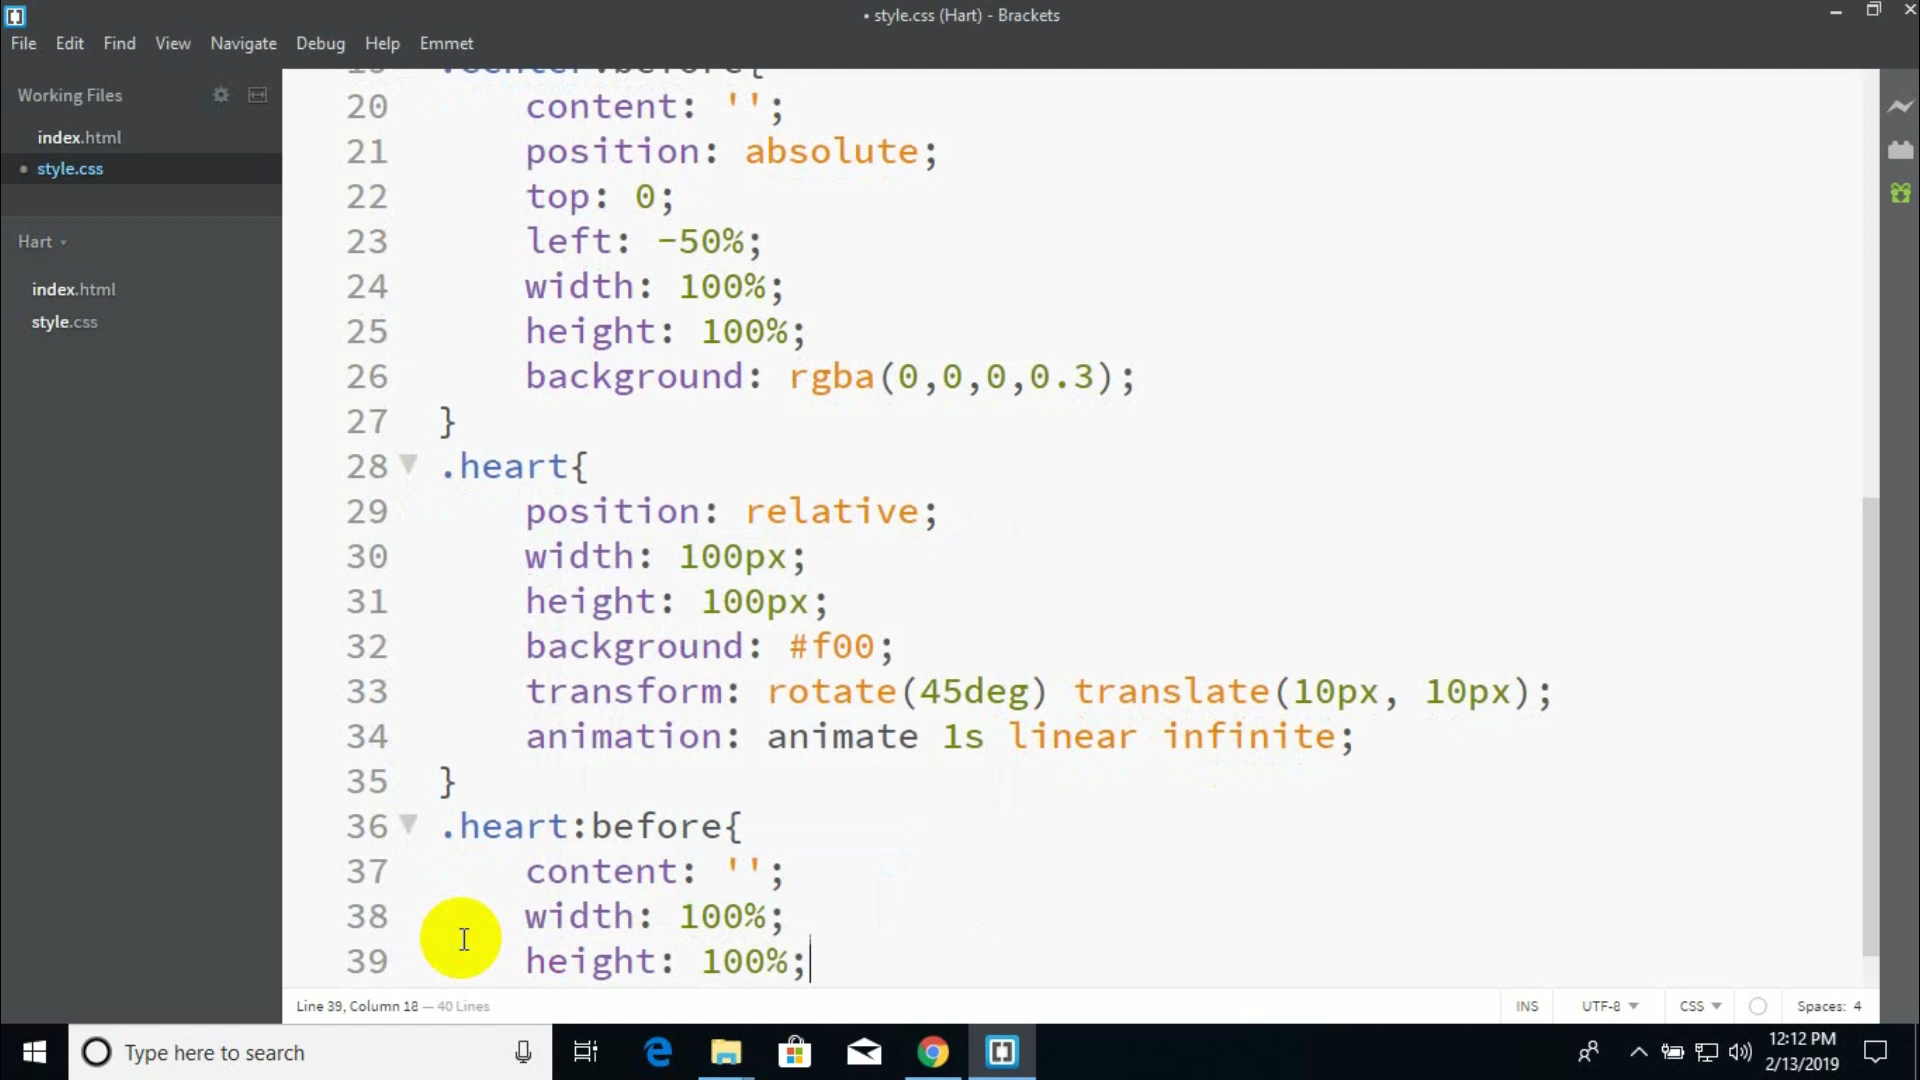 • style.css (Hart) - Brackets
File Edit Find View Navigate Debug Help Emmet
Working Files
index.html
• style.css
Hart
index.html
style.css
19 .center:before{
20 content: '';
21 position: absolute;
22 top: 0;
23 left: -50%;
24 width: 100%;
25 height: 100%;
26 background: rgba(0,0,0,0.3);
27 }
28 .heart{
29 position: relative;
30 width: 100px;
31 height: 100px;
32 background: #f00;
33 transform: rotate(45deg) translate(10px, 10px);
34 animation: animate 1s linear infinite;
35 }
36 .heart:before{
37 content: '';
38 width: 100%;
39 height: 100%;
Line 39, Column 18 — 40 Lines
INS UTF-8 CSS Spaces: 4
Type here to search
12:12 PM
2/13/2019